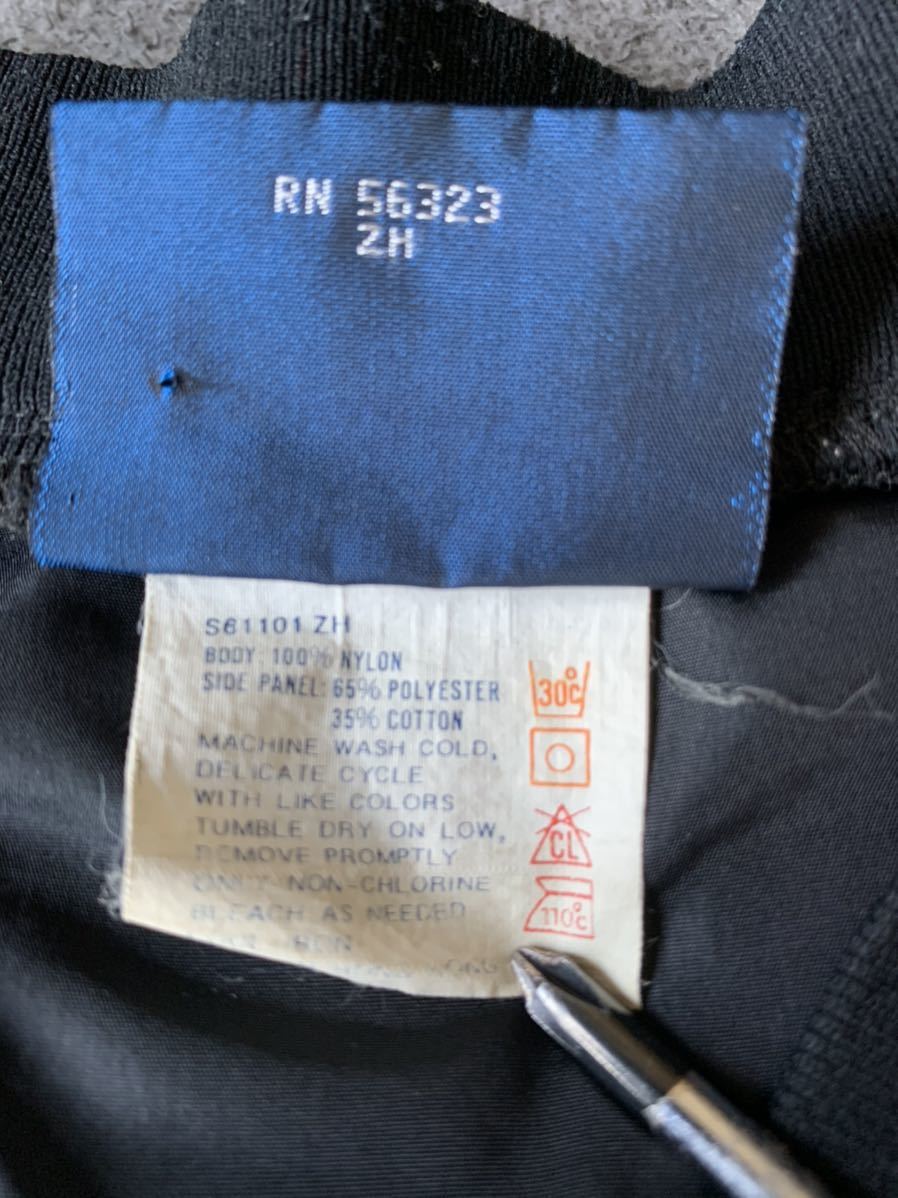 RN 56323
ZH
S61101 ZH
BODY: 100% NYLON
SIDE PANEL: 65% POLYESTER
35% COTTON
MACHINE WASH COLD,
DELICATE CYCLE
WITH LIKE COLORS
TUMBLE DRY ON LOW,
REMOVE PROMPTLY
ONLY NON-CHLORINE
BLEACH AS NEEDED
30°C
CL
110°C